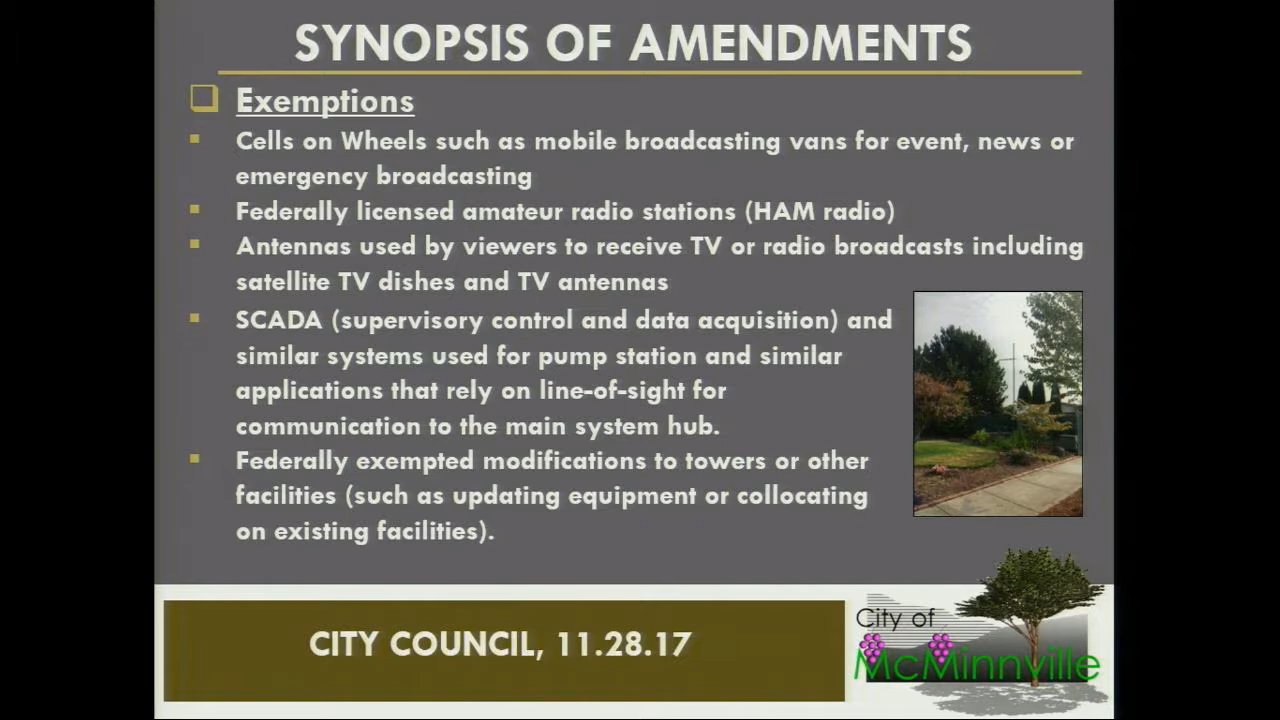 SYNOPSIS OF AMENDMENTS
Exemptions
Cells on Wheels such as mobile broadcasting vans for event, news or
emergency broadcasting
Federally licensed amateur radio stations (HAM radio)
Antennas used by viewers to receive TV or radio broadcasts including
satellite TV dishes and TV antennas
SCADA (supervisory control and data acquisition) and
similar systems used for pump station and similar
applications that rely on line-of-sight for
communication to the main system hub.
Federally exempted modifications to towers or other
facilities (such as updating equipment or collocating
on existing facilities).
CITY COUNCIL, 11.28.17
City of
McMinnville